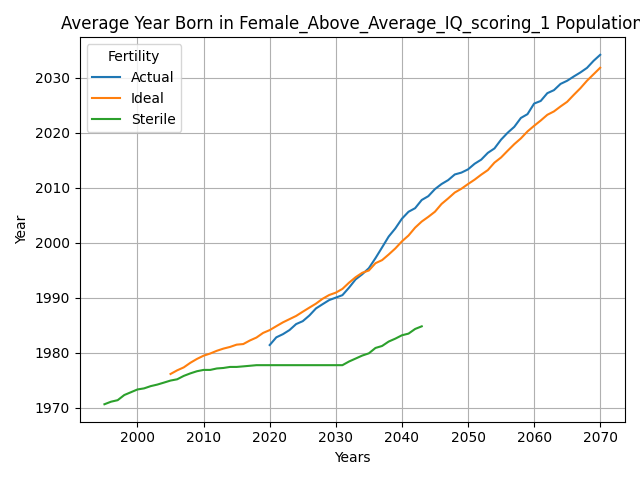 Average Year Born in Female_Above_Average_IQ_scoring_1 Population
Fertility
Actual
Ideal
Sterile
2030
2020
2010
2000
1990
1980
1970
Year
2000 2010 2020 2030 2040 2050 2060 2070
Years